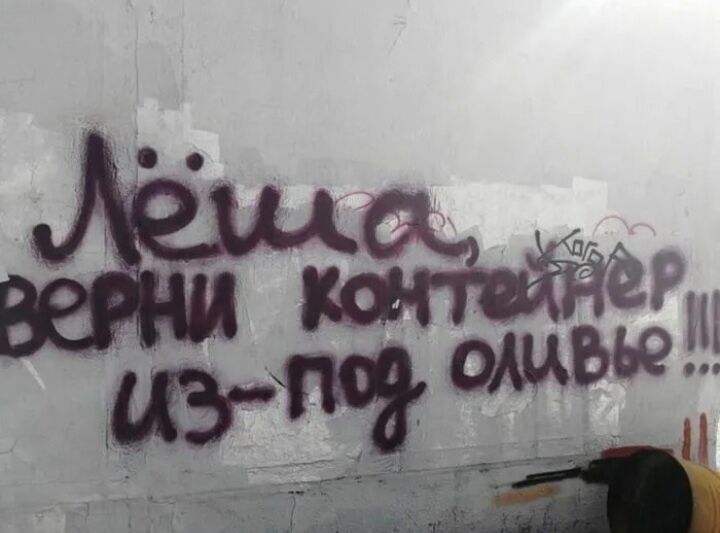 Лёша,
верни контейнер
из-под оливье!!!